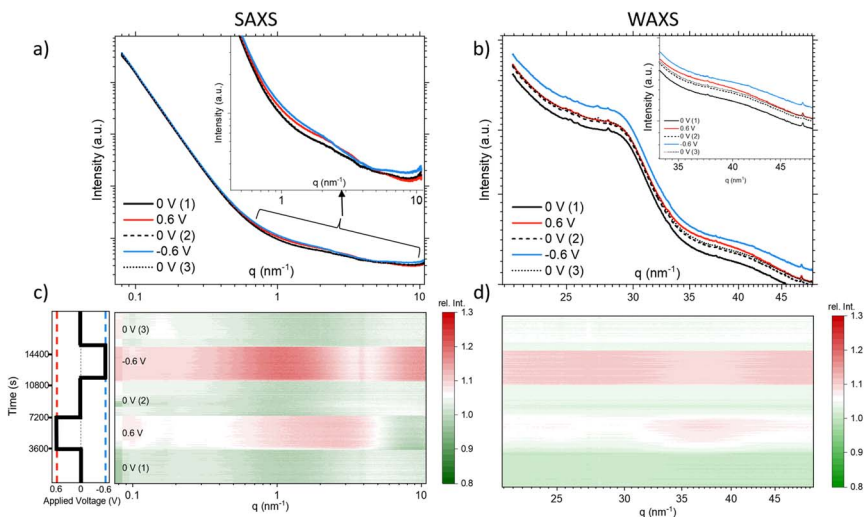 SAXS
WAXS
a)
b)
Intensity (a.u.)
Intensity (a.u.)
q (nm⁻¹)
1
10
0 V (1)
0.6 V
0 V (2)
-0.6 V
0 V (3)
q (nm⁻¹)
0.1
1
10
Intensity (a.u.)
Intensity (a.u.)
0 V (1)
0.6 V
0 V (2)
-0.6 V
0 V (3)
35
40
45
q (nm⁻¹)
0 V (1)
0.6 V
0 V (2)
-0.6 V
0 V (3)
q (nm⁻¹)
25
30
35
40
45
c)
d)
rel. Int.
1.3
1.2
1.1
1.0
0.9
0.8
rel. Int.
1.3
1.2
1.1
1.0
0.9
0.8
Time (s)
14400
10800
7200
3600
0.6
0
-0.6
Applied Voltage (V)
0 V (3)
-0.6 V
0 V (2)
0.6 V
0 V (1)
0.1
1
10
q (nm⁻¹)
25
30
35
40
45
q (nm⁻¹)